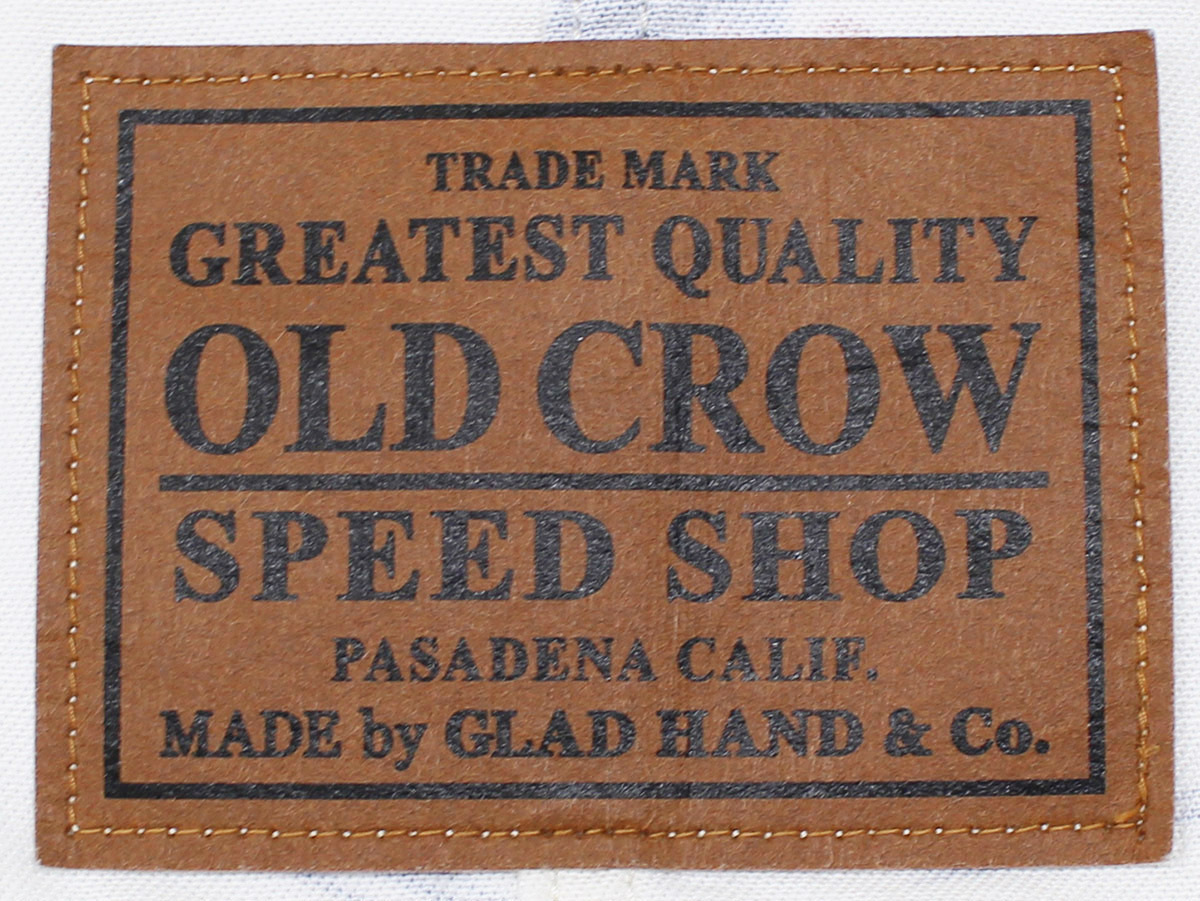 TRADE MARK
GREATEST QUALITY
OLD CROW
SPEED SHOP
PASADENA CALIF.
MADE by GLAD HAND & Co.